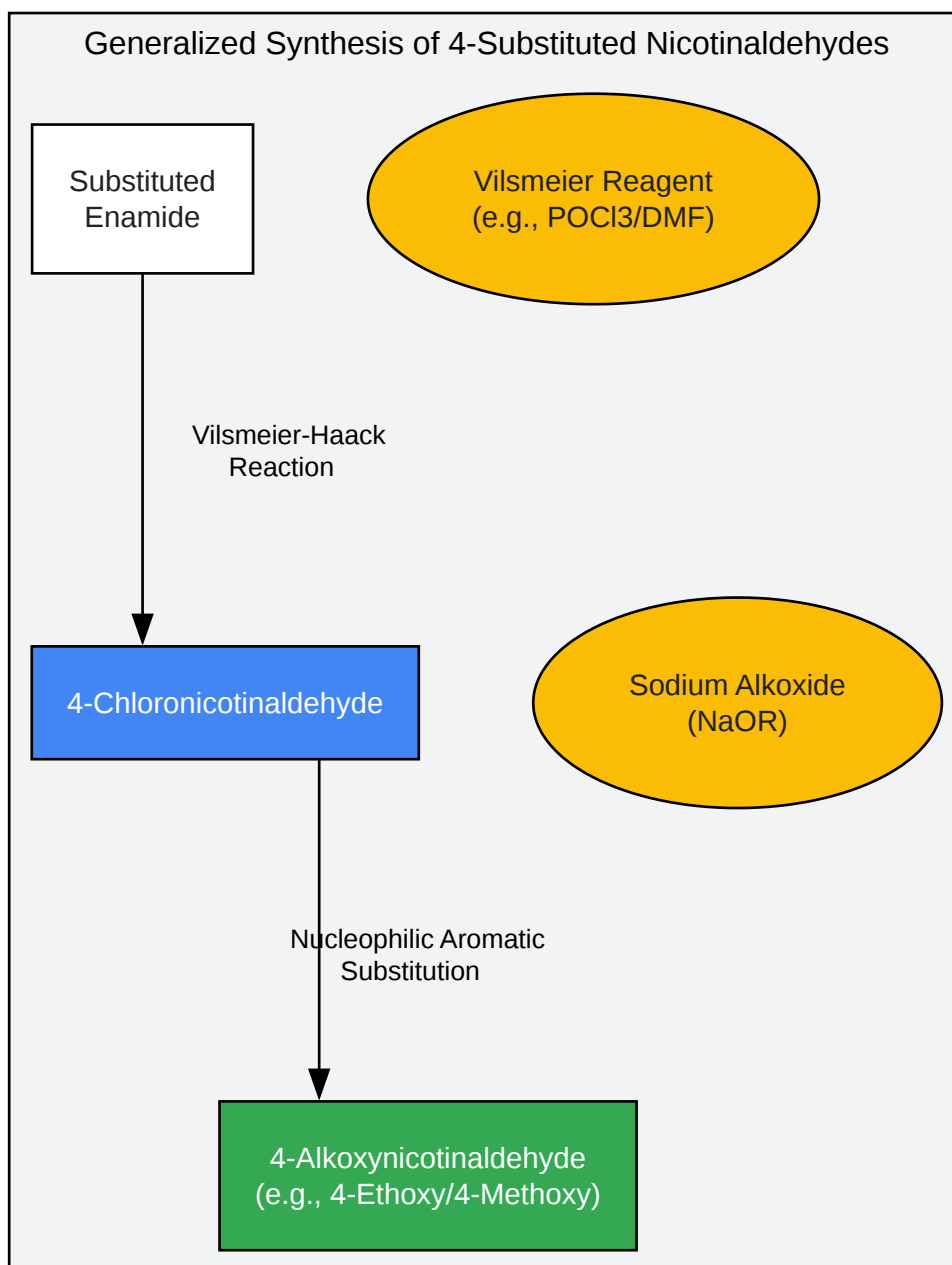 Generalized Synthesis of 4-Substituted Nicotinaldehydes
Substituted
Enamide
Vilsmeier Reagent
(e.g., POCl3/DMF)
Vilsmeier-Haack
Reaction
4-Chloronicotinaldehyde
Sodium Alkoxide
(NaOR)
Nucleophilic Aromatic
Substitution
4-Alkoxynicotinaldehyde
(e.g., 4-Ethoxy/4-Methoxy)